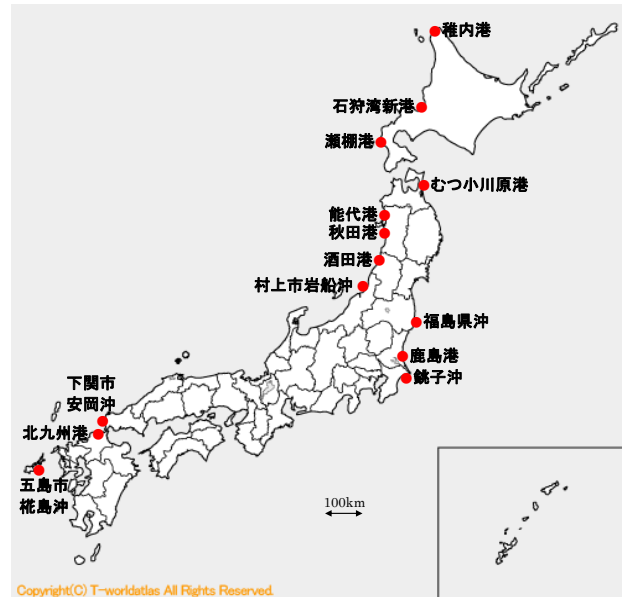 稚内港
石狩湾新港
瀬棚港
むつ小川原港
能代港
秋田港
酒田港
村上市岩船沖
福島県沖
鹿島港
銚子沖
下関市
安岡沖
北九州港
五島市
椛島沖
100km
Copyright(C) T-worldatlas All Rights Reserved.